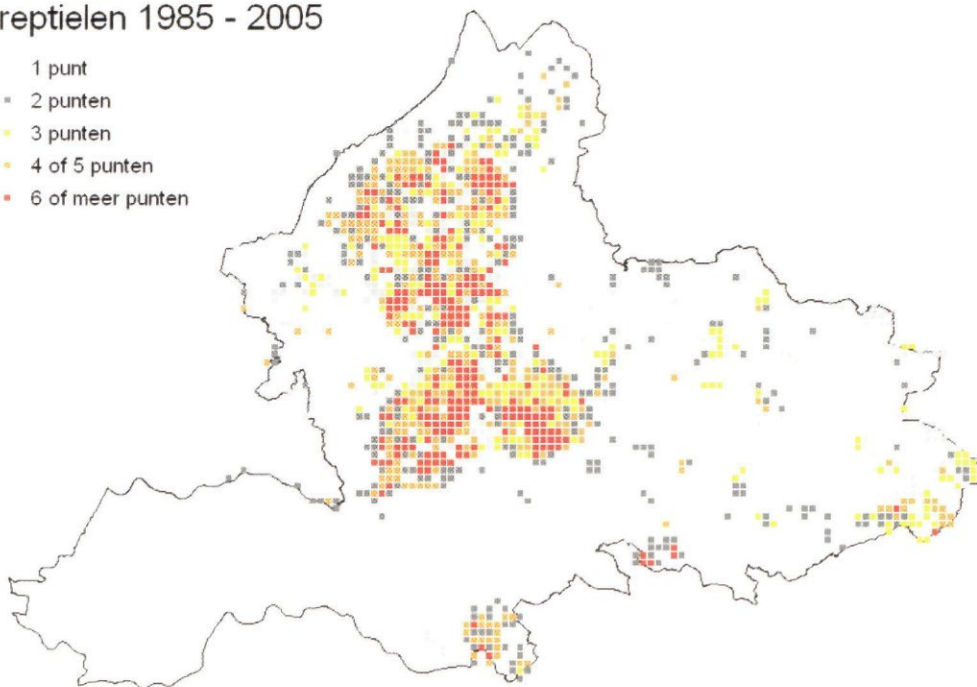 reptielen 1985 - 2005
1 punt
2 punten
3 punten
4 of 5 punten
6 of meer punten